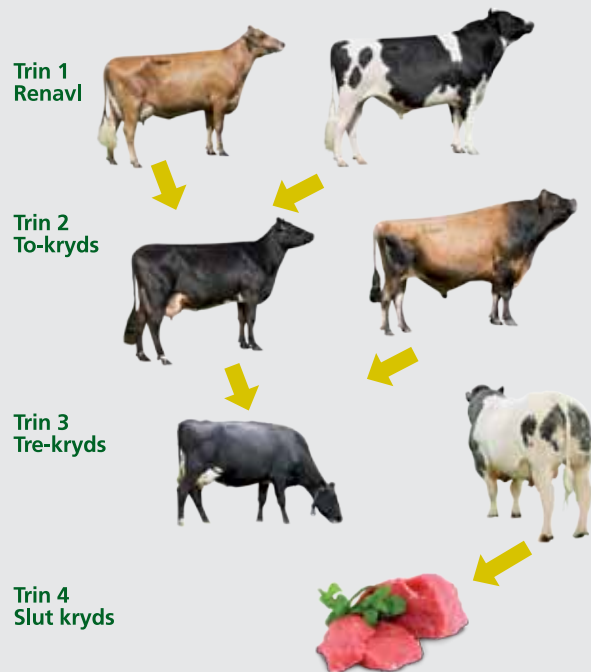 Trin 1
Renavl
Trin 2
To-kryds
Trin 3
Tre-kryds
Trin 4
Slut kryds